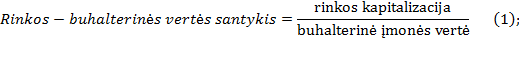 Rinkos − buhalterinės vertės santykis = rinkos kapitalizacija / buhalterinė įmonės vertė (1);